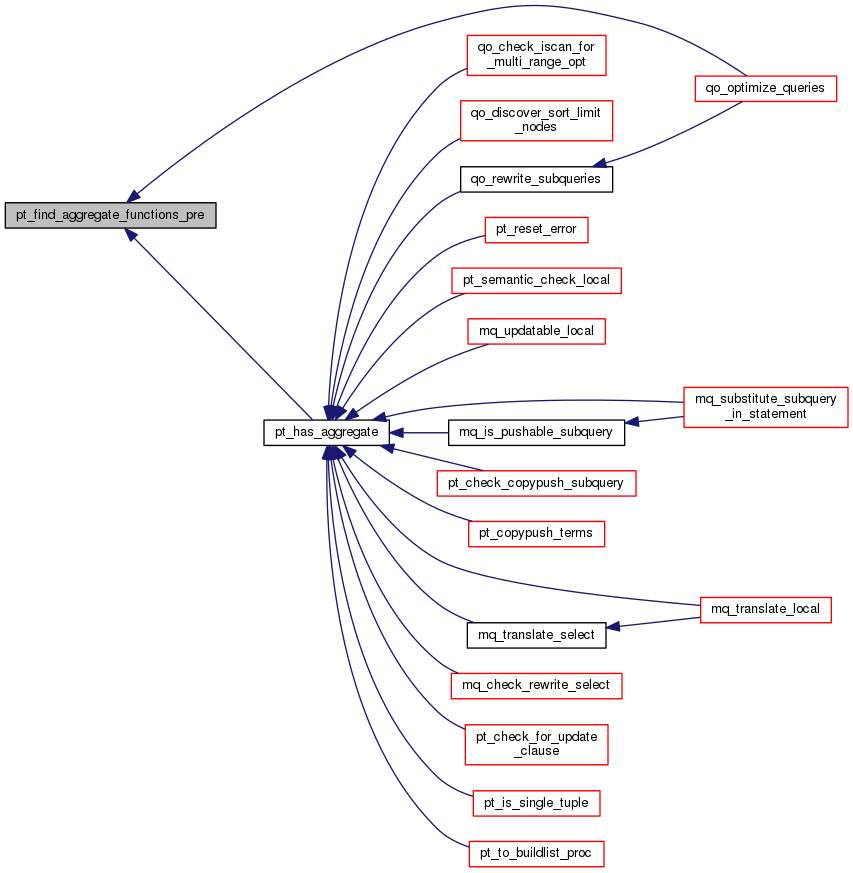 qo_check_iscan_for
_multi_range_opt
qo_optimize_queries
qo_discover_sort_limit
_nodes
qo_rewrite_subqueries
pt_find_aggregate_functions_pre
pt_reset_error
pt_semantic_check_local
mq_updatable_local
mq_substitute_subquery
_in_statement
pt_has_aggregate
mq_is_pushable_subquery
pt_check_copypush_subquery
pt_copypush_terms
mq_translate_local
mq_translate_select
mq_check_rewrite_select
pt_check_for_update
_clause
pt_is_single_tuple
pt_to_buildlist_proc